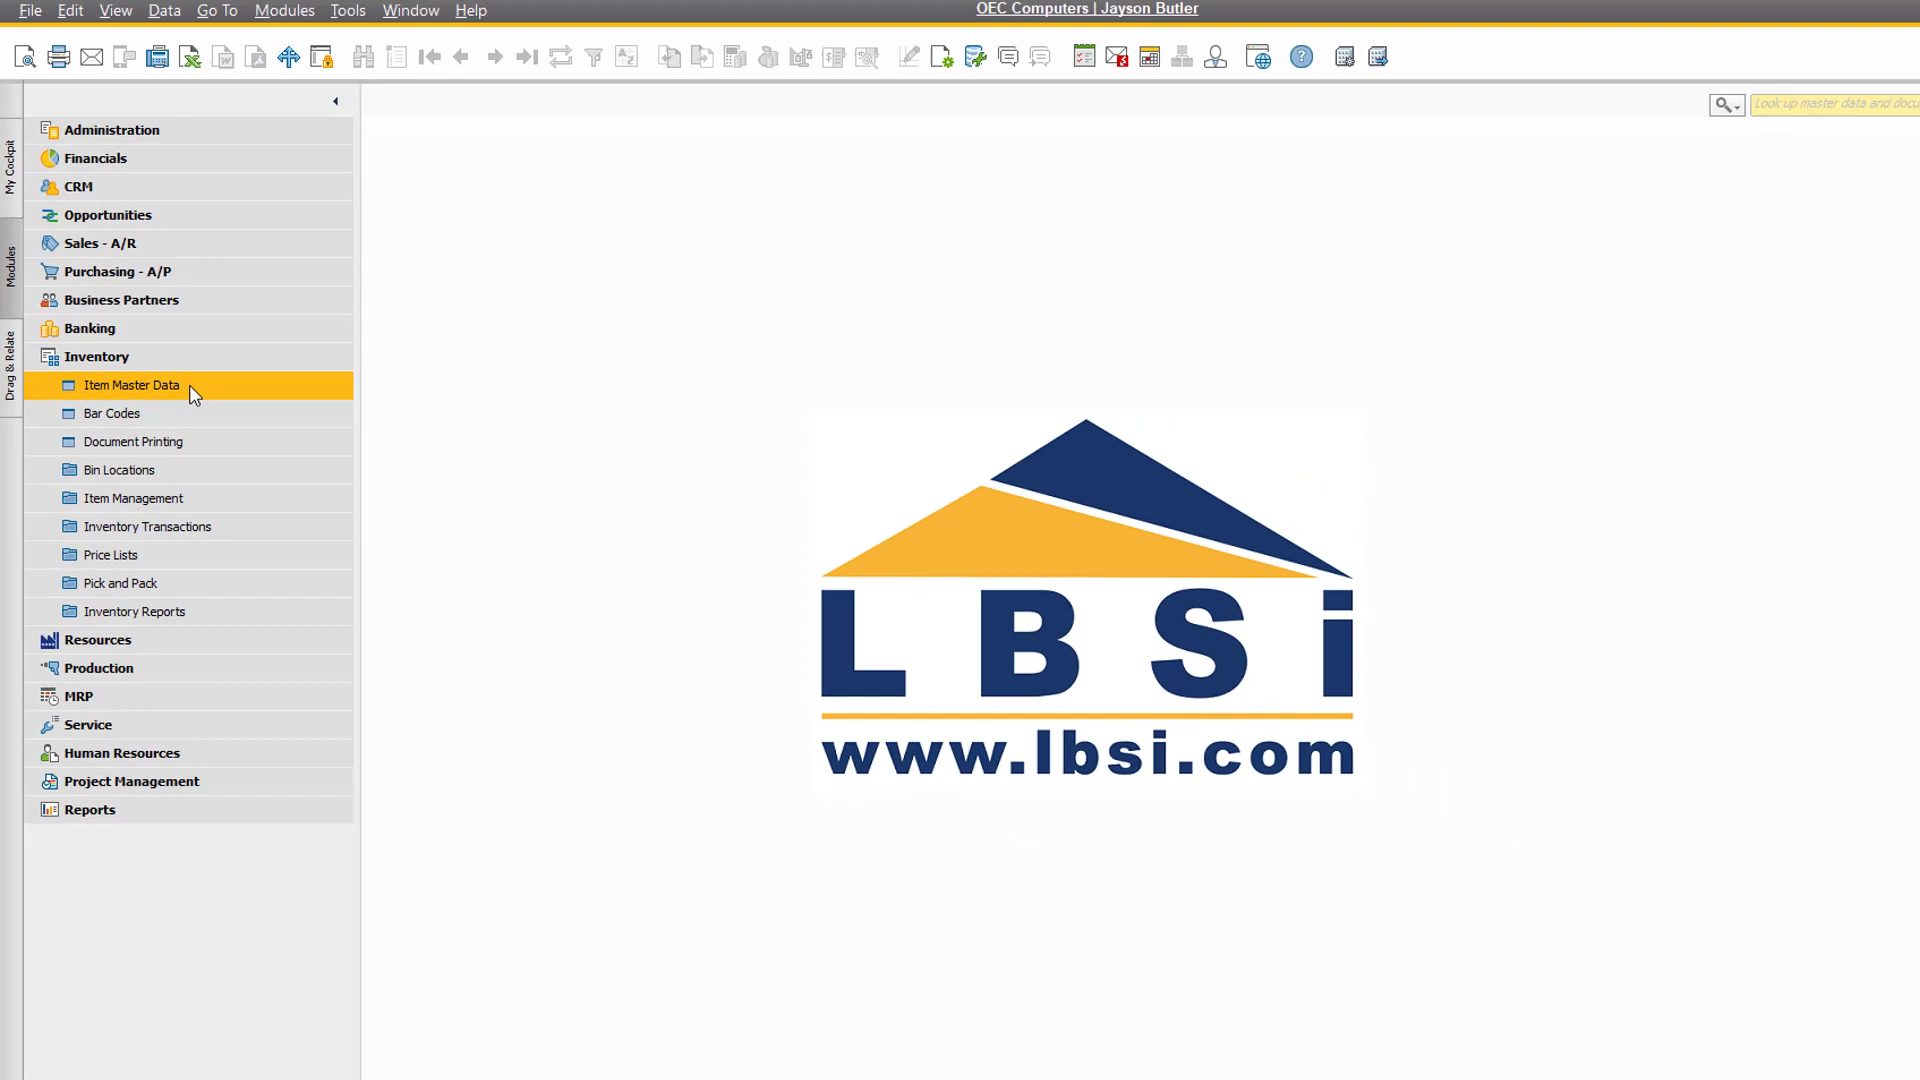 File Edit View Data Go To Modules Tools Window Help
OEC Computers | Jayson Butler
Look up master data and docu
My Cockpit
Modules
Drag & Relate
Administration
Financials
CRM
Opportunities
Sales - A/R
Purchasing - A/P
Business Partners
Banking
Inventory
Item Master Data
Bar Codes
Document Printing
Bin Locations
Item Management
Inventory Transactions
Price Lists
Pick and Pack
Inventory Reports
Resources
Production
MRP
Service
Human Resources
Project Management
Reports
LBSi
www.lbsi.com